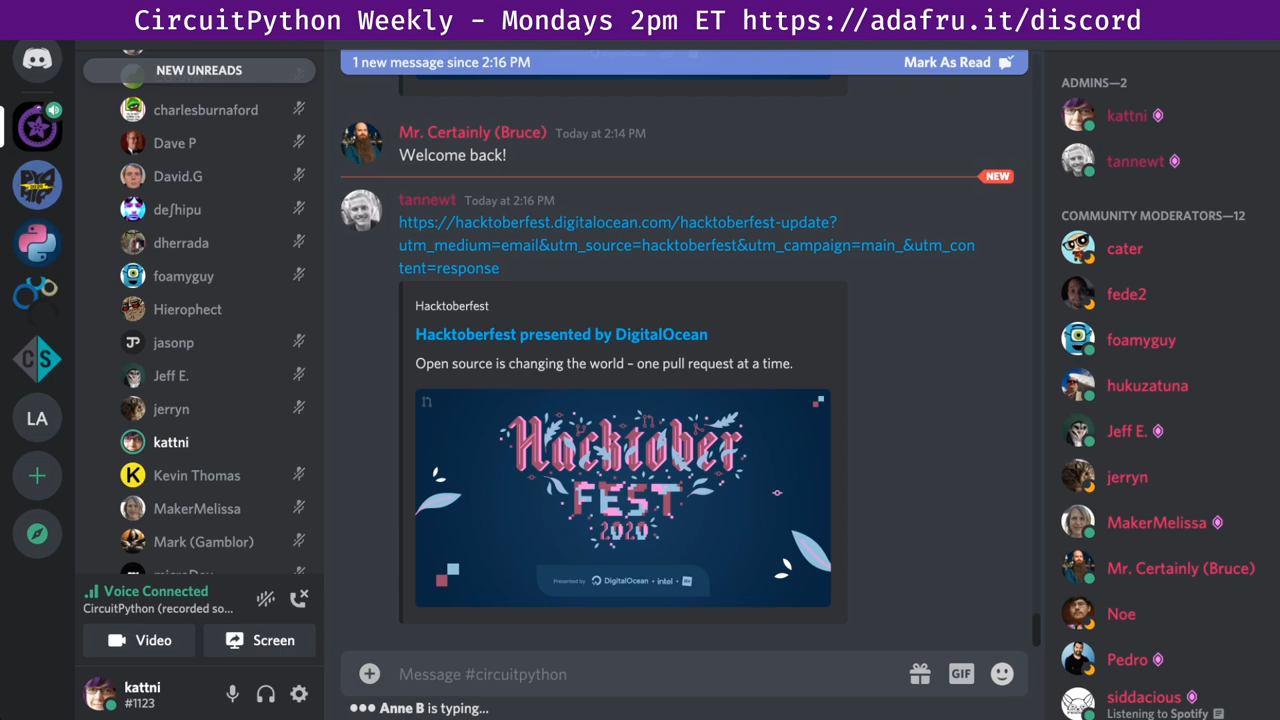 CircuitPython Weekly - Mondays 2pm ET https://adafru.it/discord
NEW UNREADS
charlesburnaford
Dave P
David.G
deʃhipu
dherrada
foamyguy
Hierophect
jasonp
Jeff E.
jerryn
kattni
Kevin Thomas
MakerMelissa
Mark (Gamblor)
Voice Connected
CircuitPython (recorded so...
Video
Screen
kattni
#1123
CS
LA
1 new message since 2:16 PM
Mark As Read
Mr. Certainly (Bruce) Today at 2:14 PM
Welcome back!
NEW
tannewt Today at 2:16 PM
https://hacktoberfest.digitalocean.com/hacktoberfest-update?
utm_medium=email&utm_source=hacktoberfest&utm_campaign=main_&utm_con
tent=response
Hacktoberfest
Hacktoberfest presented by DigitalOcean
Open source is changing the world – one pull request at a time.
Hacktober
FEST
2020
Presented by DigitalOcean • intel •
Message #circuitpython
GIF
Anne B is typing...
ADMINS—2
kattni
tannewt
COMMUNITY MODERATORS—12
cater
fede2
foamyguy
hukuzatuna
Jeff E.
jerryn
MakerMelissa
Mr. Certainly (Bruce)
Noe
Pedro
siddacious
Listening to Spotify